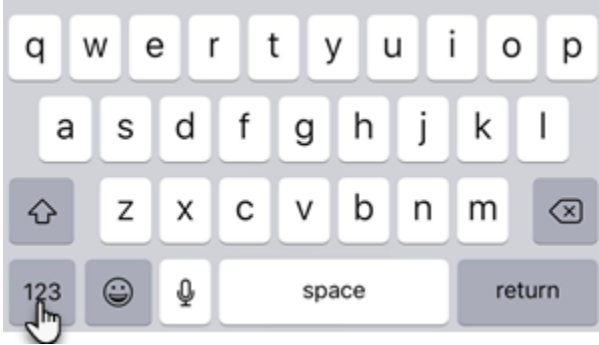 q w e r t y u i o p
a s d f g h j k l
z x c v b n m
123 space return